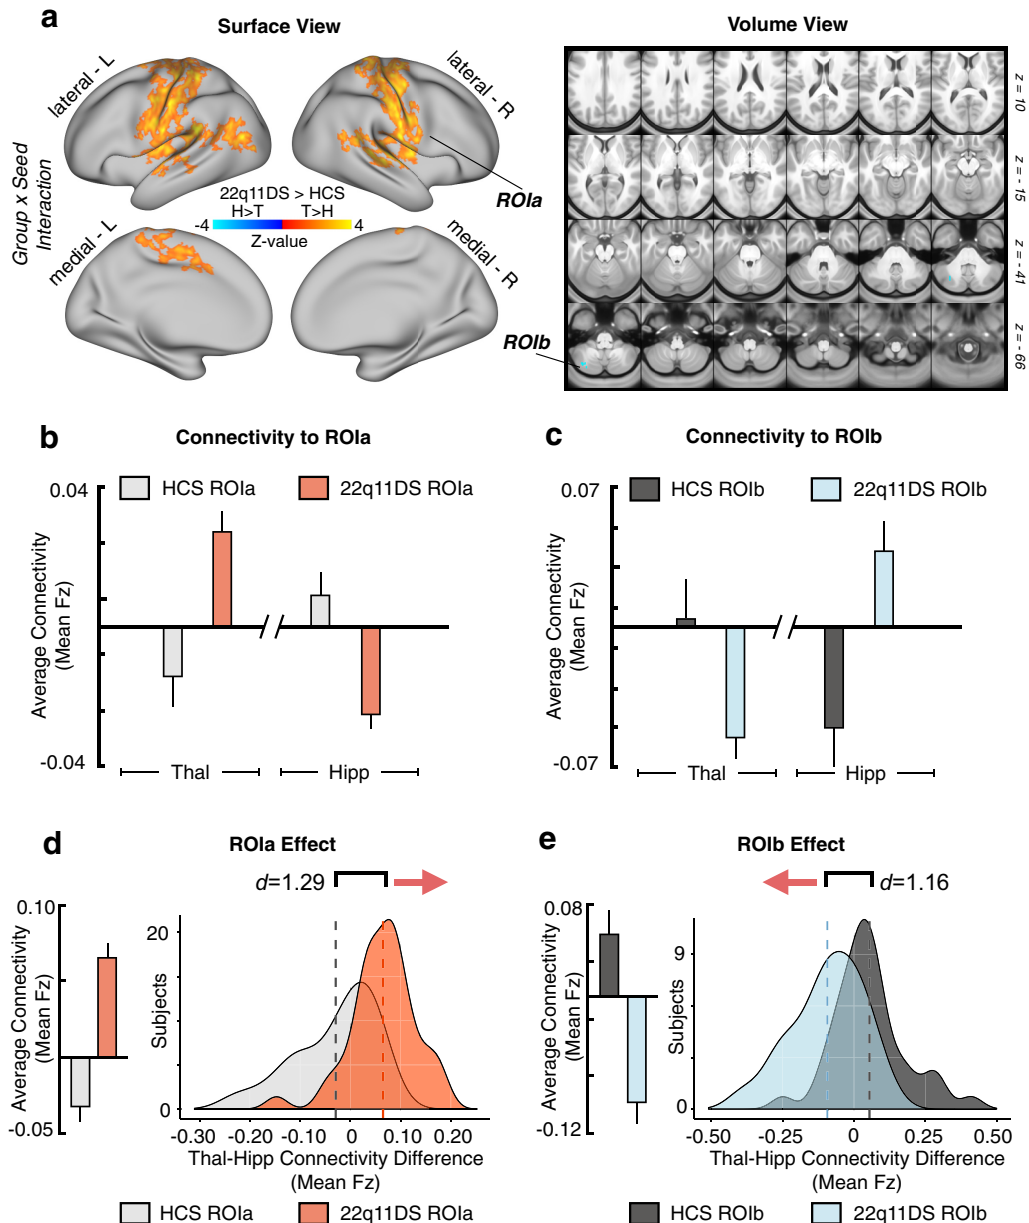 a
Surface View
Volume View
lateral - L
lateral - R
Group x Seed
Interaction
22q11DS > HCS
H>T T>H
-4 4
Z-value
medial - L
medial - R
ROIa
ROIb
z = 10
z = - 15
z = - 41
z = - 66
b
Connectivity to ROIa
HCS ROIa
22q11DS ROIa
0.04
-0.04
Average Connectivity
(Mean Fz)
Thal
Hipp
c
Connectivity to ROIb
HCS ROIb
22q11DS ROIb
0.07
-0.07
Average Connectivity
(Mean Fz)
Thal
Hipp
d
ROIa Effect
d=1.29
0.10
-0.05
Average Connectivity
(Mean Fz)
Subjects
20
0
-0.30 -0.10 0 0.10 0.20
Thal-Hipp Connectivity Difference
(Mean Fz)
HCS ROIa
22q11DS ROIa
e
ROIb Effect
d=1.16
0.08
-0.12
Average Connectivity
(Mean Fz)
Subjects
9
0
-0.50 -0.25 0 0.25 0.50
Thal-Hipp Connectivity Difference
(Mean Fz)
HCS ROIb
22q11DS ROIb